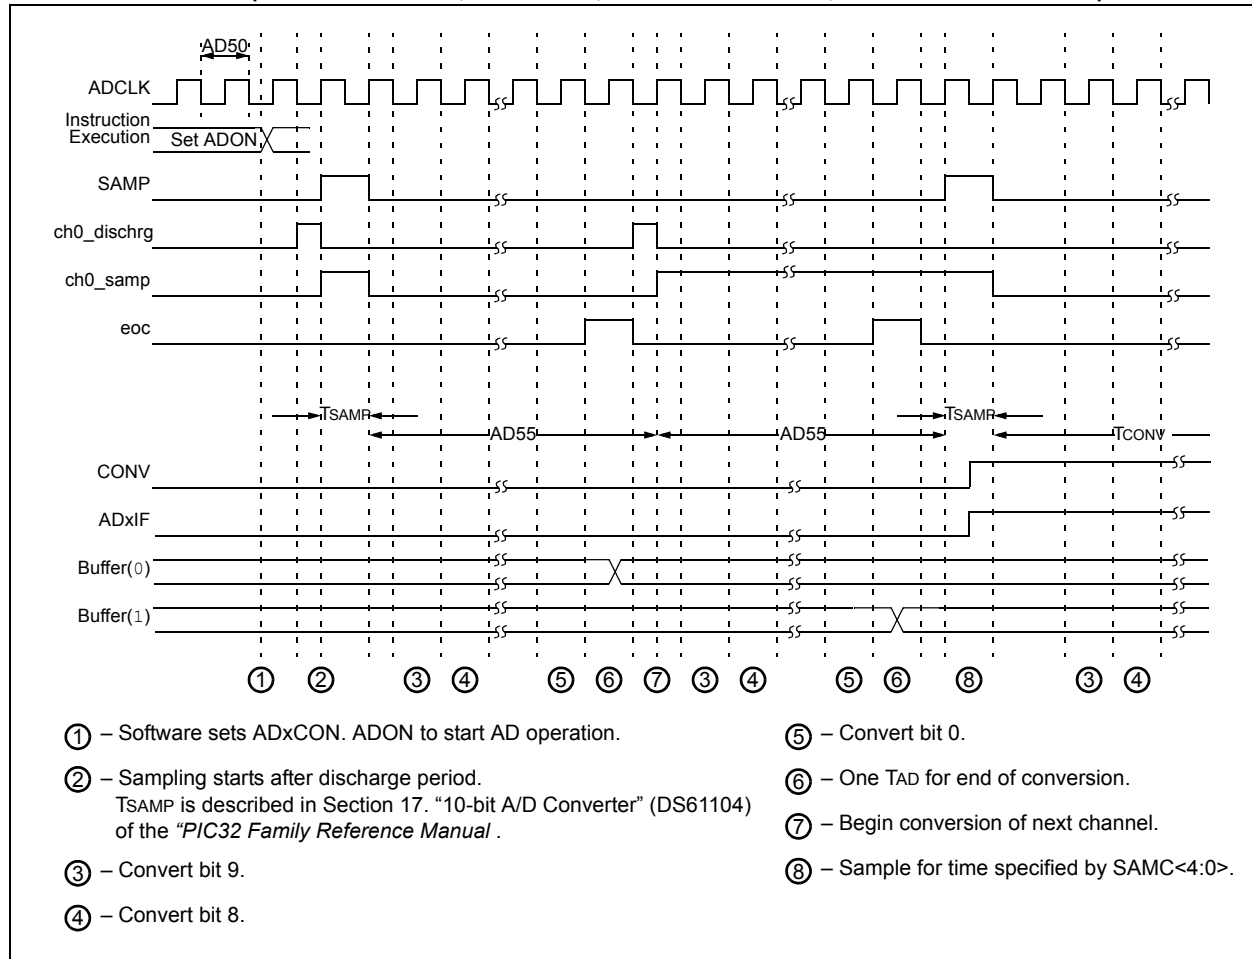 AD50
ADCLK
Instruction
Execution
Set ADON
SAMP
ch0_dischrg
ch0_samp
eoc
TSAMP
TSAMP
AD55
AD55
TCONV
CONV
ADxIF
Buffer(0)
Buffer(1)
1 2 3 4 5 6 7 3 4 5 6 8 3 4
1 – Software sets ADxCON. ADON to start AD operation.
2 – Sampling starts after discharge period.
TSAMP is described in Section 17. “10-bit A/D Converter” (DS61104)
of the “PIC32 Family Reference Manual .
3 – Convert bit 9.
4 – Convert bit 8.
5 – Convert bit 0.
6 – One TAD for end of conversion.
7 – Begin conversion of next channel.
8 – Sample for time specified by SAMC<4:0>.